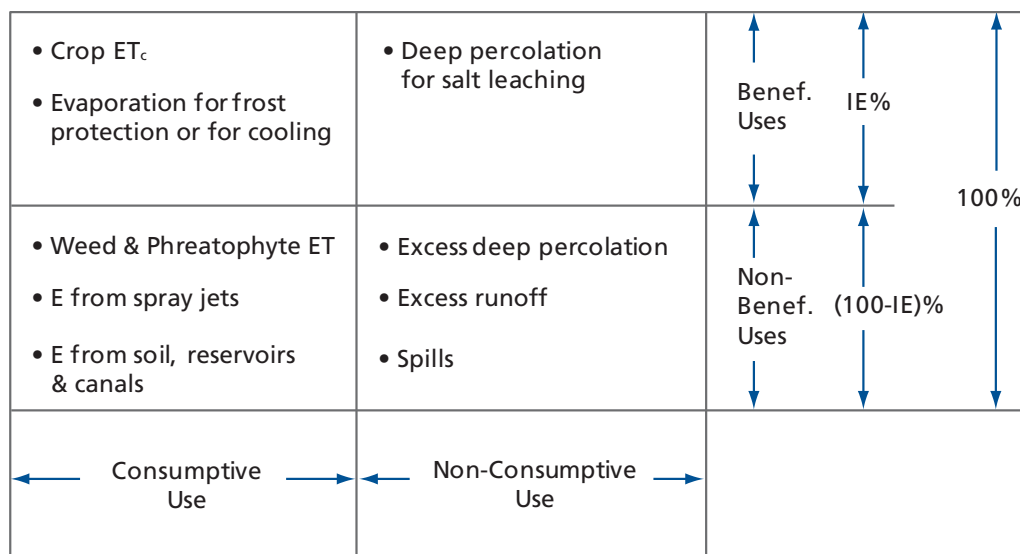 • Crop ETc
• Evaporation for frost
protection or for cooling
• Deep percolation
for salt leaching
Benef.
Uses
IE%
100%
• Weed & Phreatophyte ET
• E from spray jets
• E from soil, reservoirs
& canals
• Excess deep percolation
• Excess runoff
• Spills
Non-
Benef.
Uses
(100-IE)%
Consumptive
Use
Non-Consumptive
Use